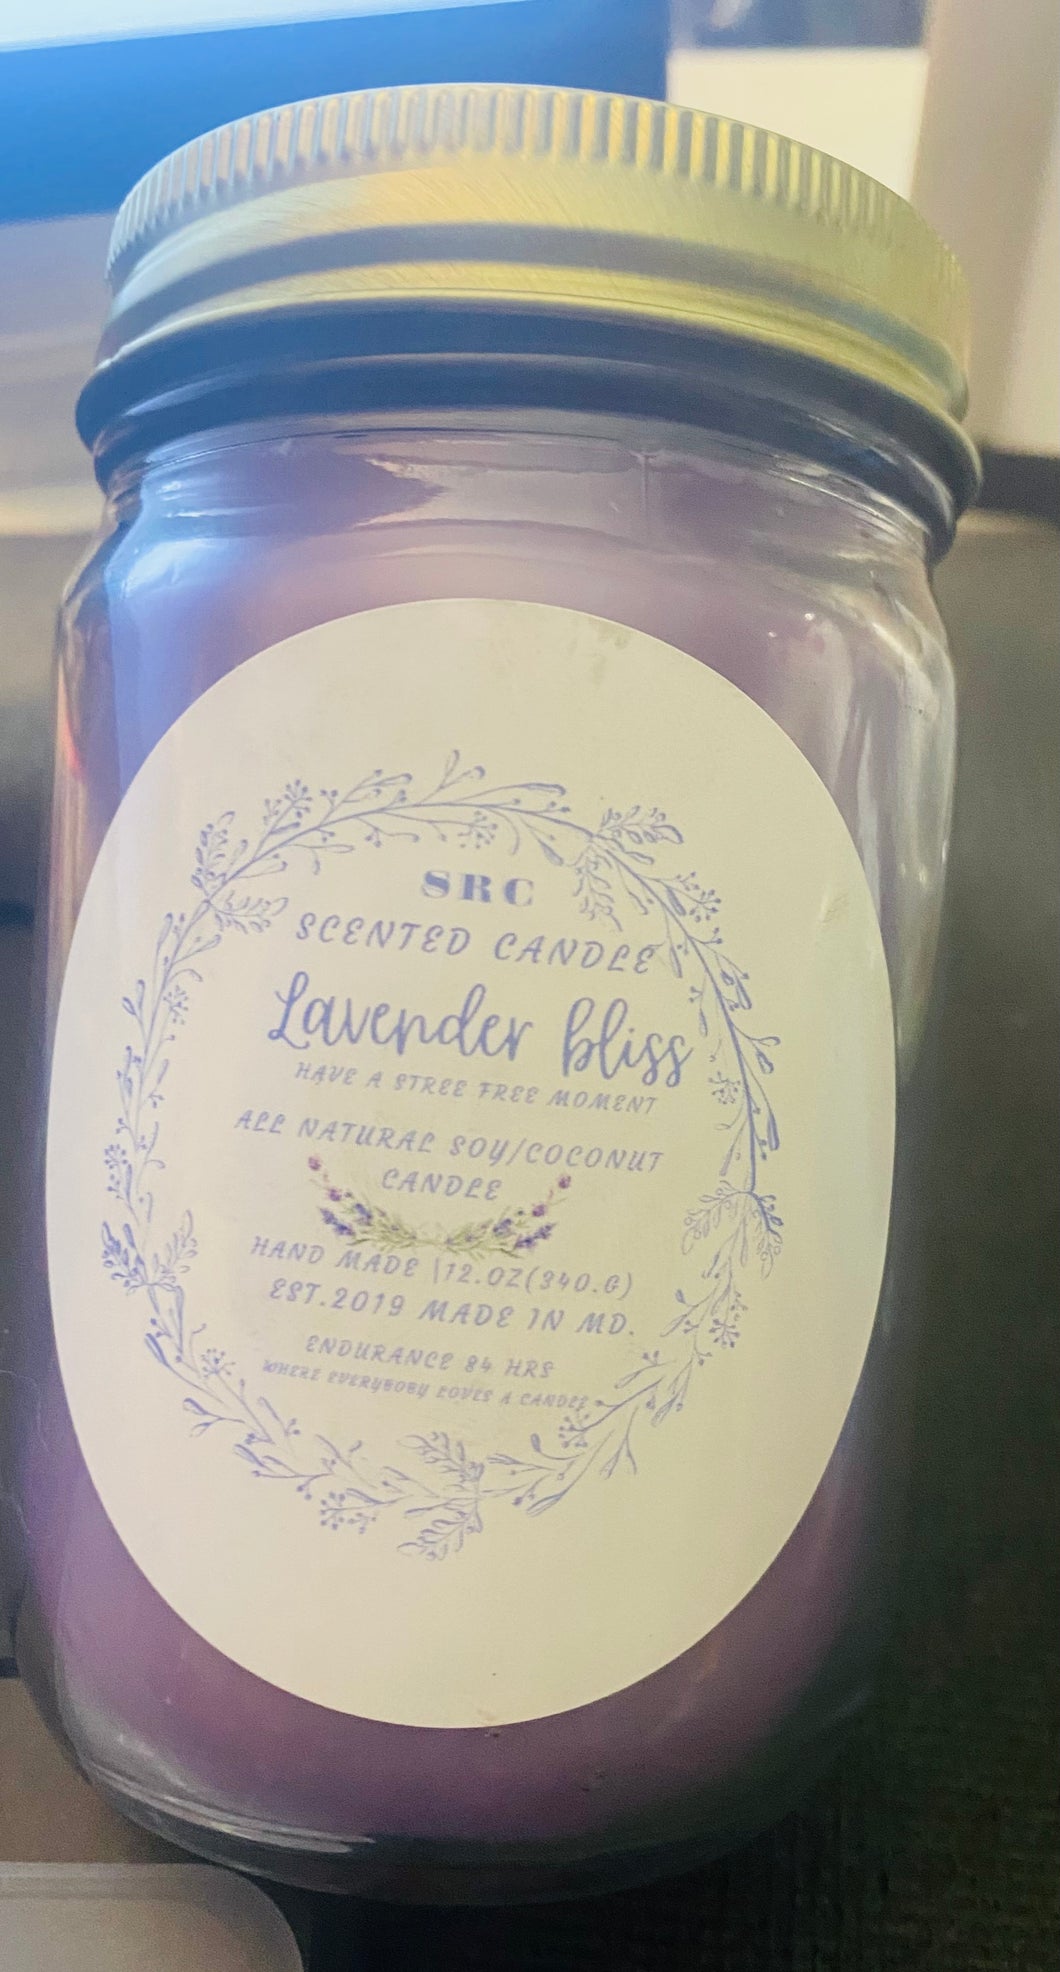 SRC
SCENTED CANDLE
Lavender bliss
HAVE A STREE FREE MOMENT
ALL NATURAL SOY/COCONUT
CANDLE
HAND MADE |12.OZ(340.G)
EST.2019 MADE IN MD.
ENDURANCE 84 HRS
WHERE EVERYBOBY LOVES A CANDLE